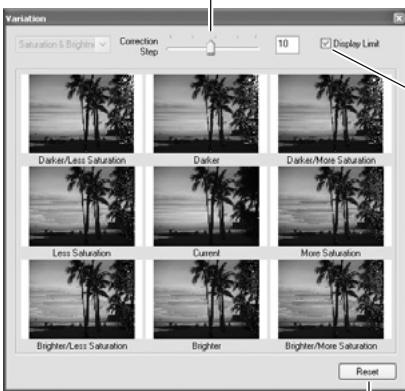 Variation
Saturation & Brightne
Correction
Step
10
Display Limit
Darker/Less Saturation
Darker
Darker/More Saturation
Less Saturation
Current
More Saturation
Brighter/Less Saturation
Brighter
Brighter/More Saturation
Reset